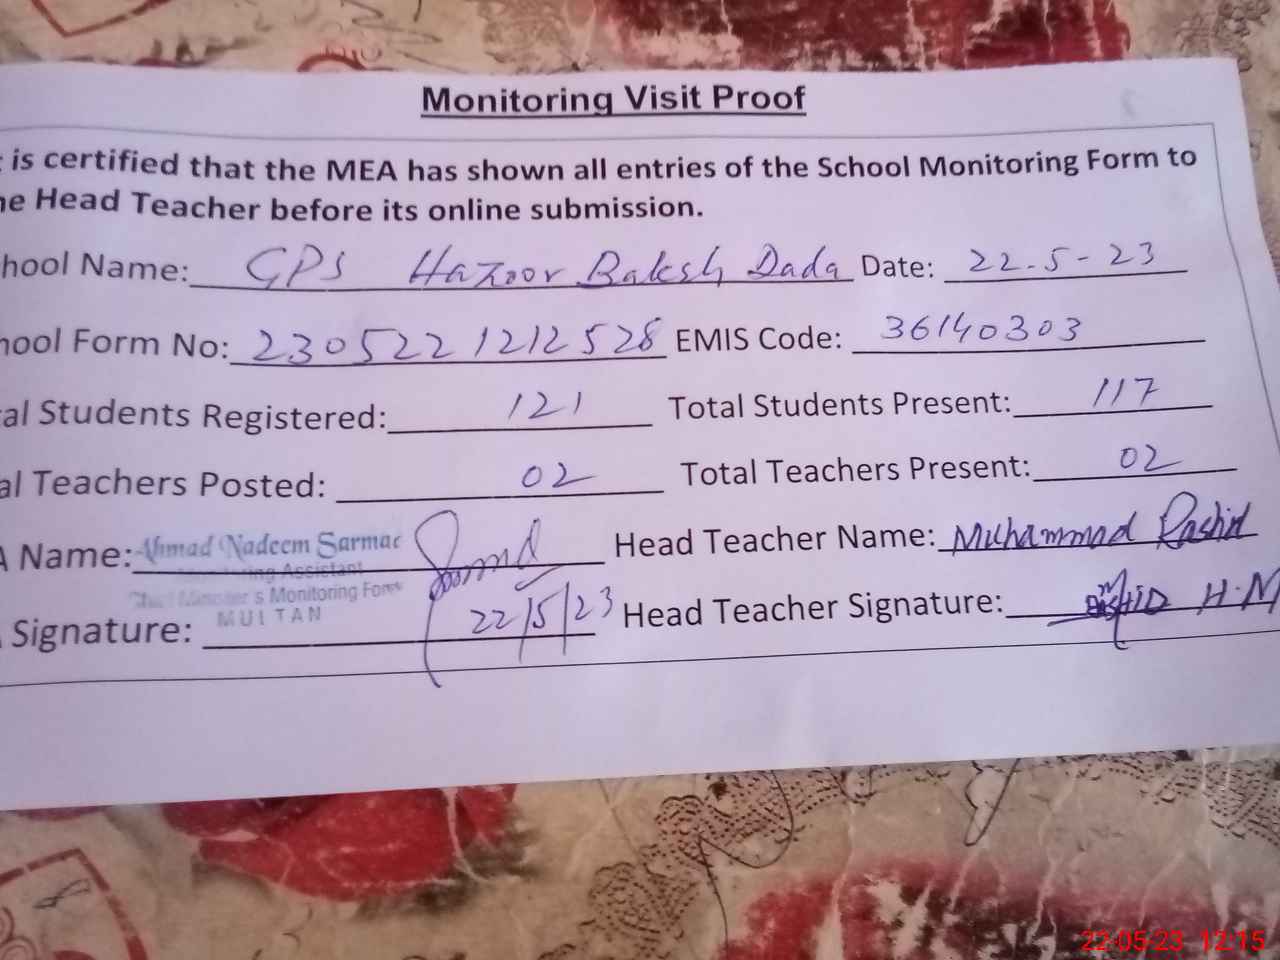 Monitoring Visit Proof
is certified that the MEA has shown all entries of the School Monitoring Form to
he Head Teacher before its online submission.
hool Name: GPS Hazoor Baksh Dada Date: 22-5-23
hool Form No: 230522 1212528 EMIS Code: 36140303
al Students Registered: 121 Total Students Present: 117
al Teachers Posted: 02 Total Teachers Present: 02
A Name: Ahmad Nadeem Sarmad Head Teacher Name: Muhammad Rashid
Monitoring Assistant
Chief Minister's Monitoring Force
MULTAN
Signature: 22/5/23 Head Teacher Signature: H.M
22-05-23 12:15